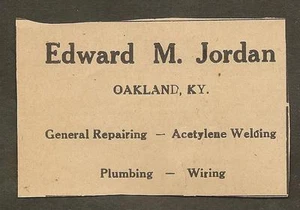 Edward M. Jordan
OAKLAND, KY.
General Repairing — Acetylene Welding
Plumbing — Wiring